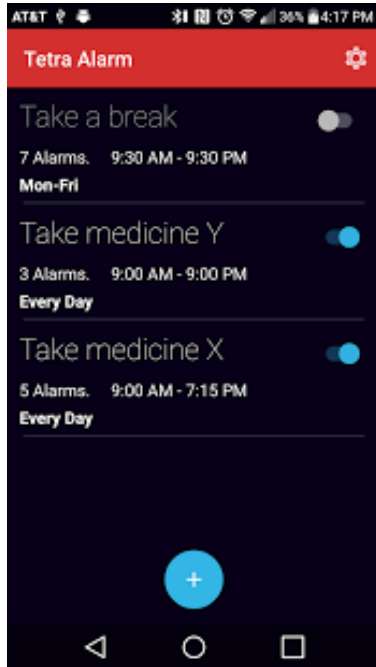 AT&T 36% 4:17 PM
Tetra Alarm
Take a break
7 Alarms. 9:30 AM - 9:30 PM
Mon-Fri
Take medicine Y
3 Alarms. 9:00 AM - 9:00 PM
Every Day
Take medicine X
5 Alarms. 9:00 AM - 7:15 PM
Every Day
+